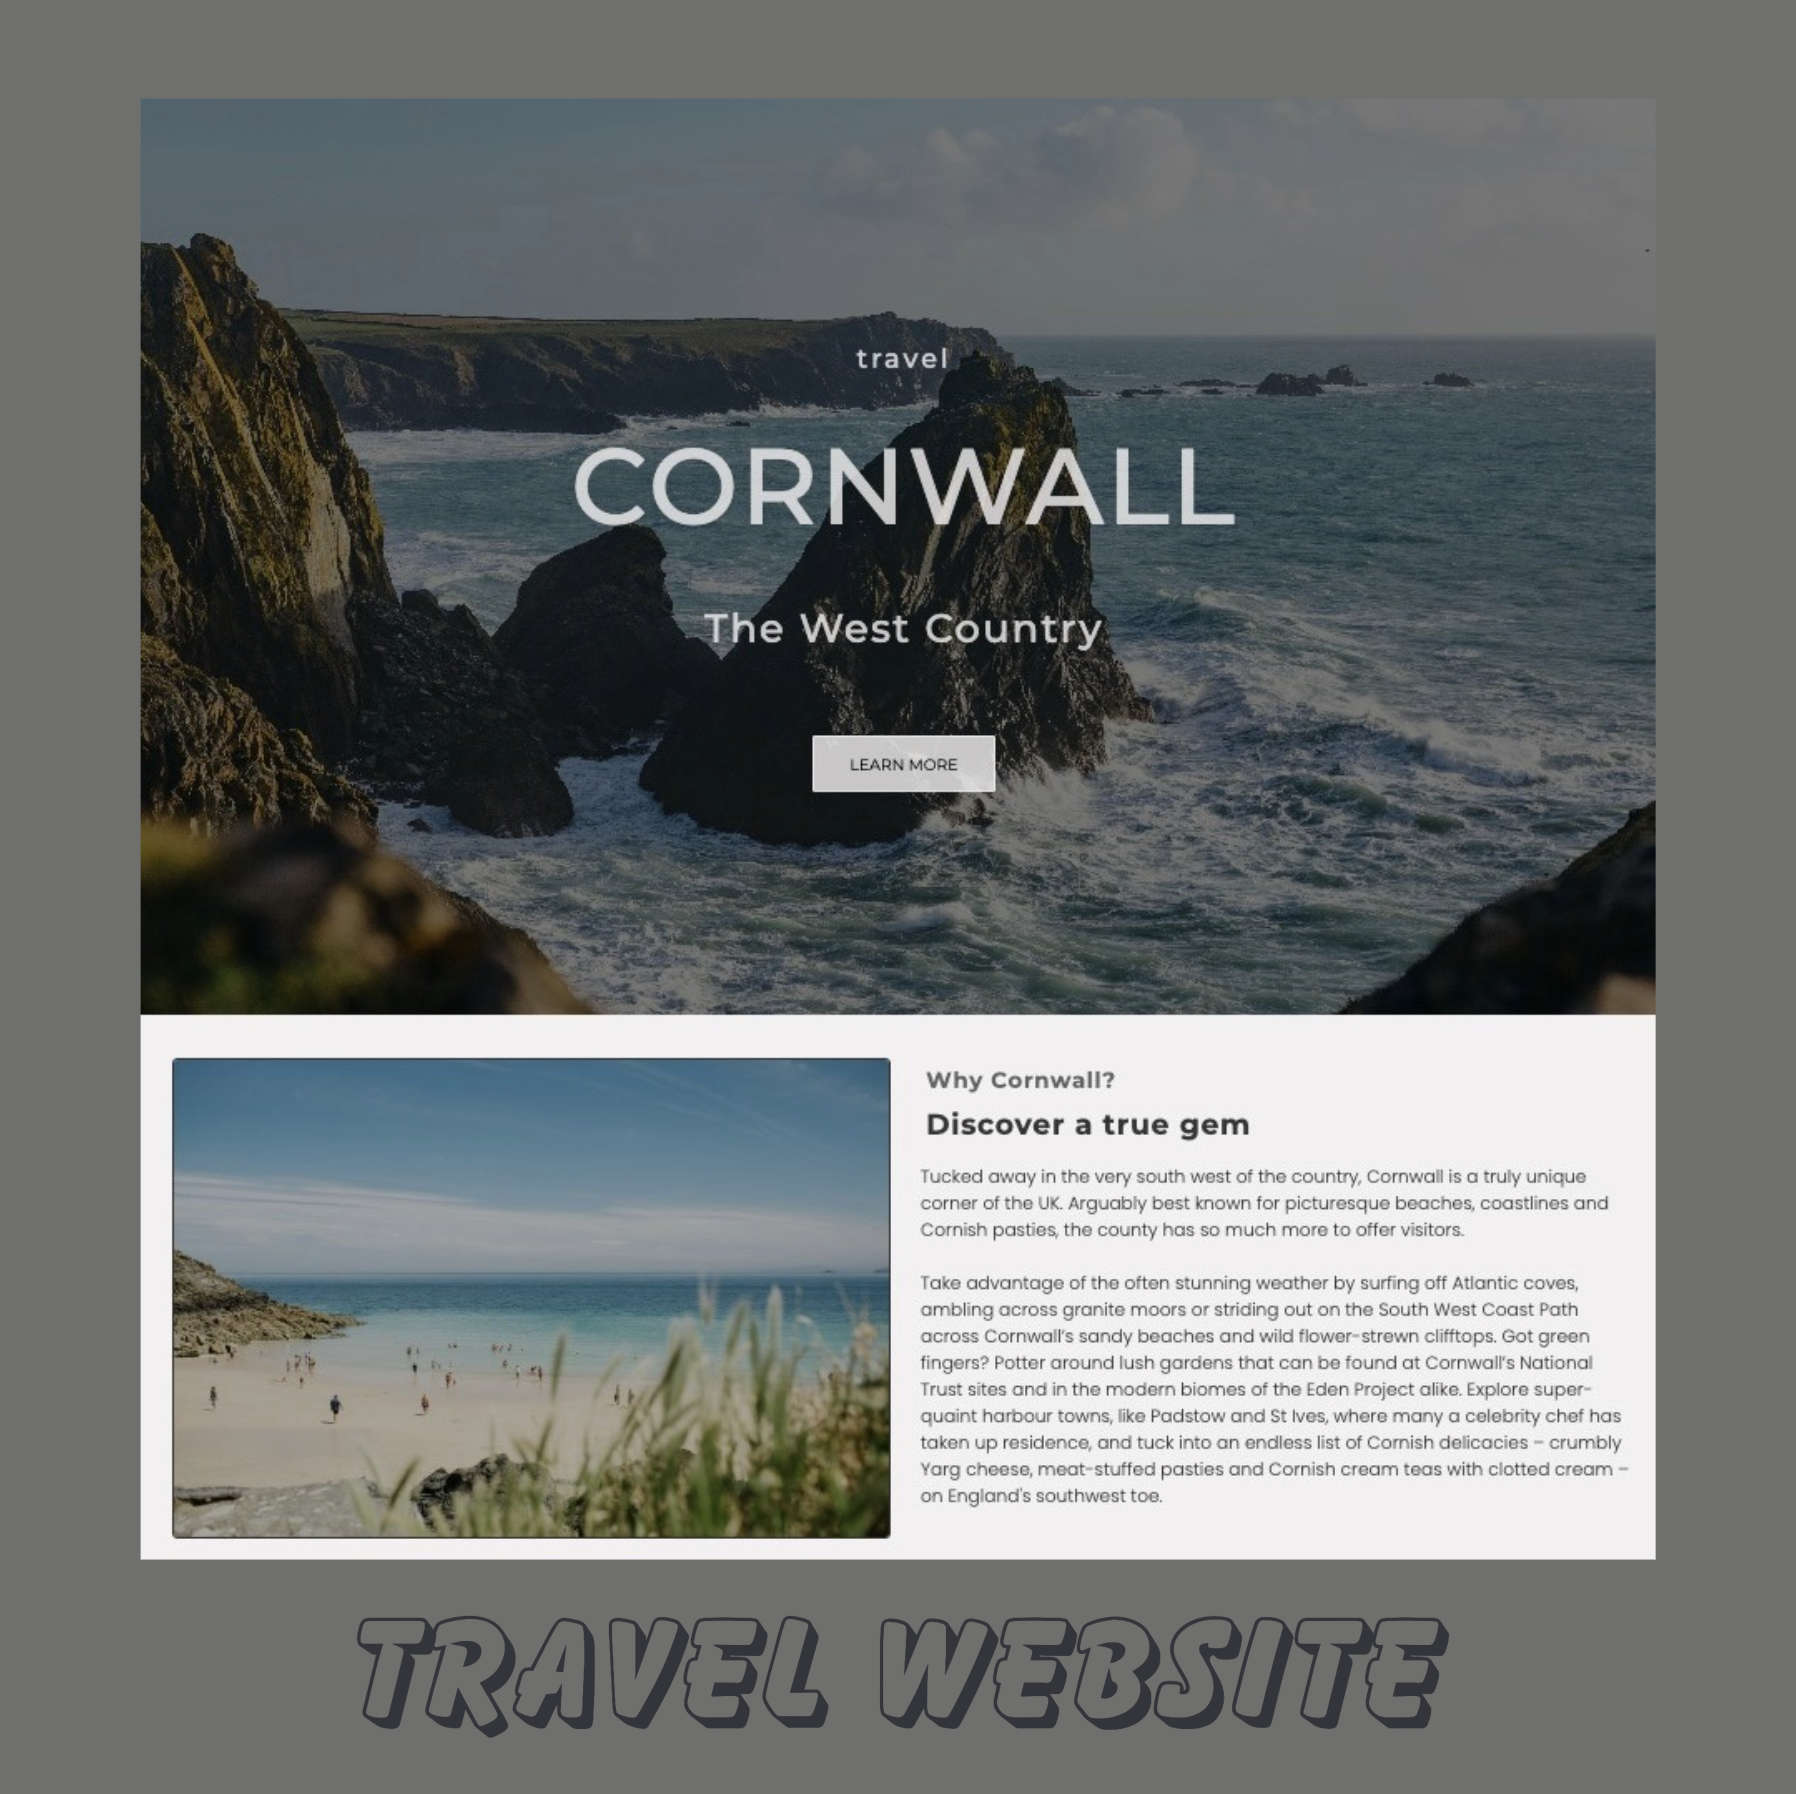 travel
CORNWALL
The West Country
LEARN MORE
Why Cornwall?
Discover a true gem
Tucked away in the very south west of the country, Cornwall is a truly unique
corner of the UK. Arguably best known for picturesque beaches, coastlines and
Cornish pasties, the county has so much more to offer visitors.
Take advantage of the often stunning weather by surfing off Atlantic coves,
ambling across granite moors or striding out on the South West Coast Path
across Cornwall's sandy beaches and wild flower-strewn clifftops. Got green
fingers? Potter around lush gardens that can be found at Cornwall's National
Trust sites and in the modern biomes of the Eden Project alike. Explore super-
quaint harbour towns, like Padstow and St Ives, where many a celebrity chef has
taken up residence, and tuck into an endless list of Cornish delicacies – crumbly
Yarg cheese, meat-stuffed pasties and Cornish cream teas with clotted cream –
on England's southwest toe.
TRAVEL WEBSITE